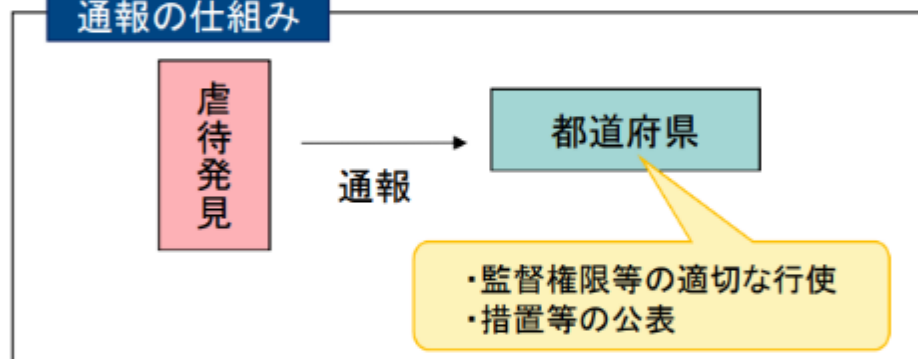 通報の仕組み
虐待発見
都道府県
通報
・監督権限等の適切な行使
・措置等の公表